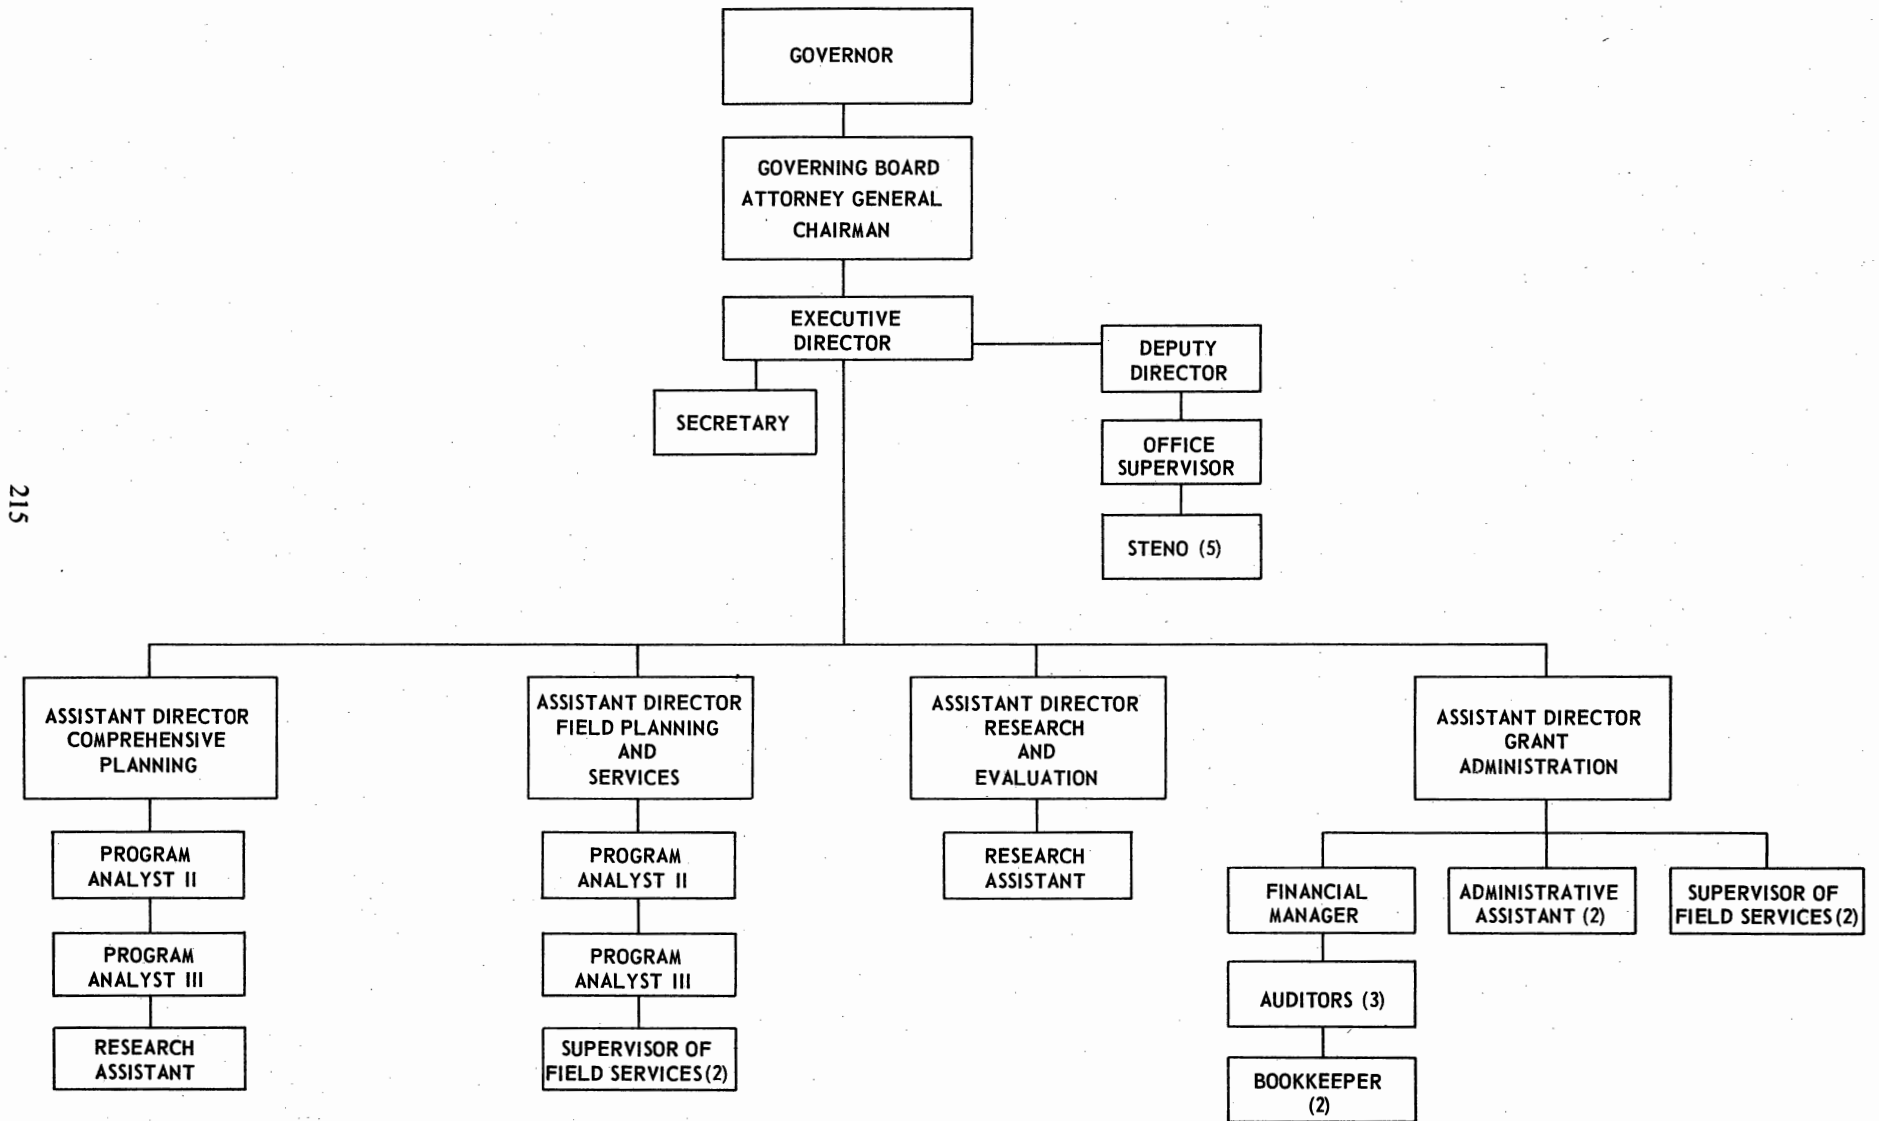 GOVERNOR
GOVERNING BOARD
ATTORNEY GENERAL
CHAIRMAN
EXECUTIVE
DIRECTOR
DEPUTY
DIRECTOR
SECRETARY
OFFICE
SUPERVISOR
STENO (5)
215
ASSISTANT DIRECTOR
COMPREHENSIVE
PLANNING
PROGRAM
ANALYST II
PROGRAM
ANALYST III
RESEARCH
ASSISTANT
ASSISTANT DIRECTOR
FIELD PLANNING
AND
SERVICES
PROGRAM
ANALYST II
PROGRAM
ANALYST III
SUPERVISOR OF
FIELD SERVICES (2)
ASSISTANT DIRECTOR
RESEARCH
AND
EVALUATION
RESEARCH
ASSISTANT
ASSISTANT DIRECTOR
GRANT
ADMINISTRATION
FINANCIAL
MANAGER
AUDITORS (3)
BOOKKEEPER
(2)
ADMINISTRATIVE
ASSISTANT (2)
SUPERVISOR OF
FIELD SERVICES (2)